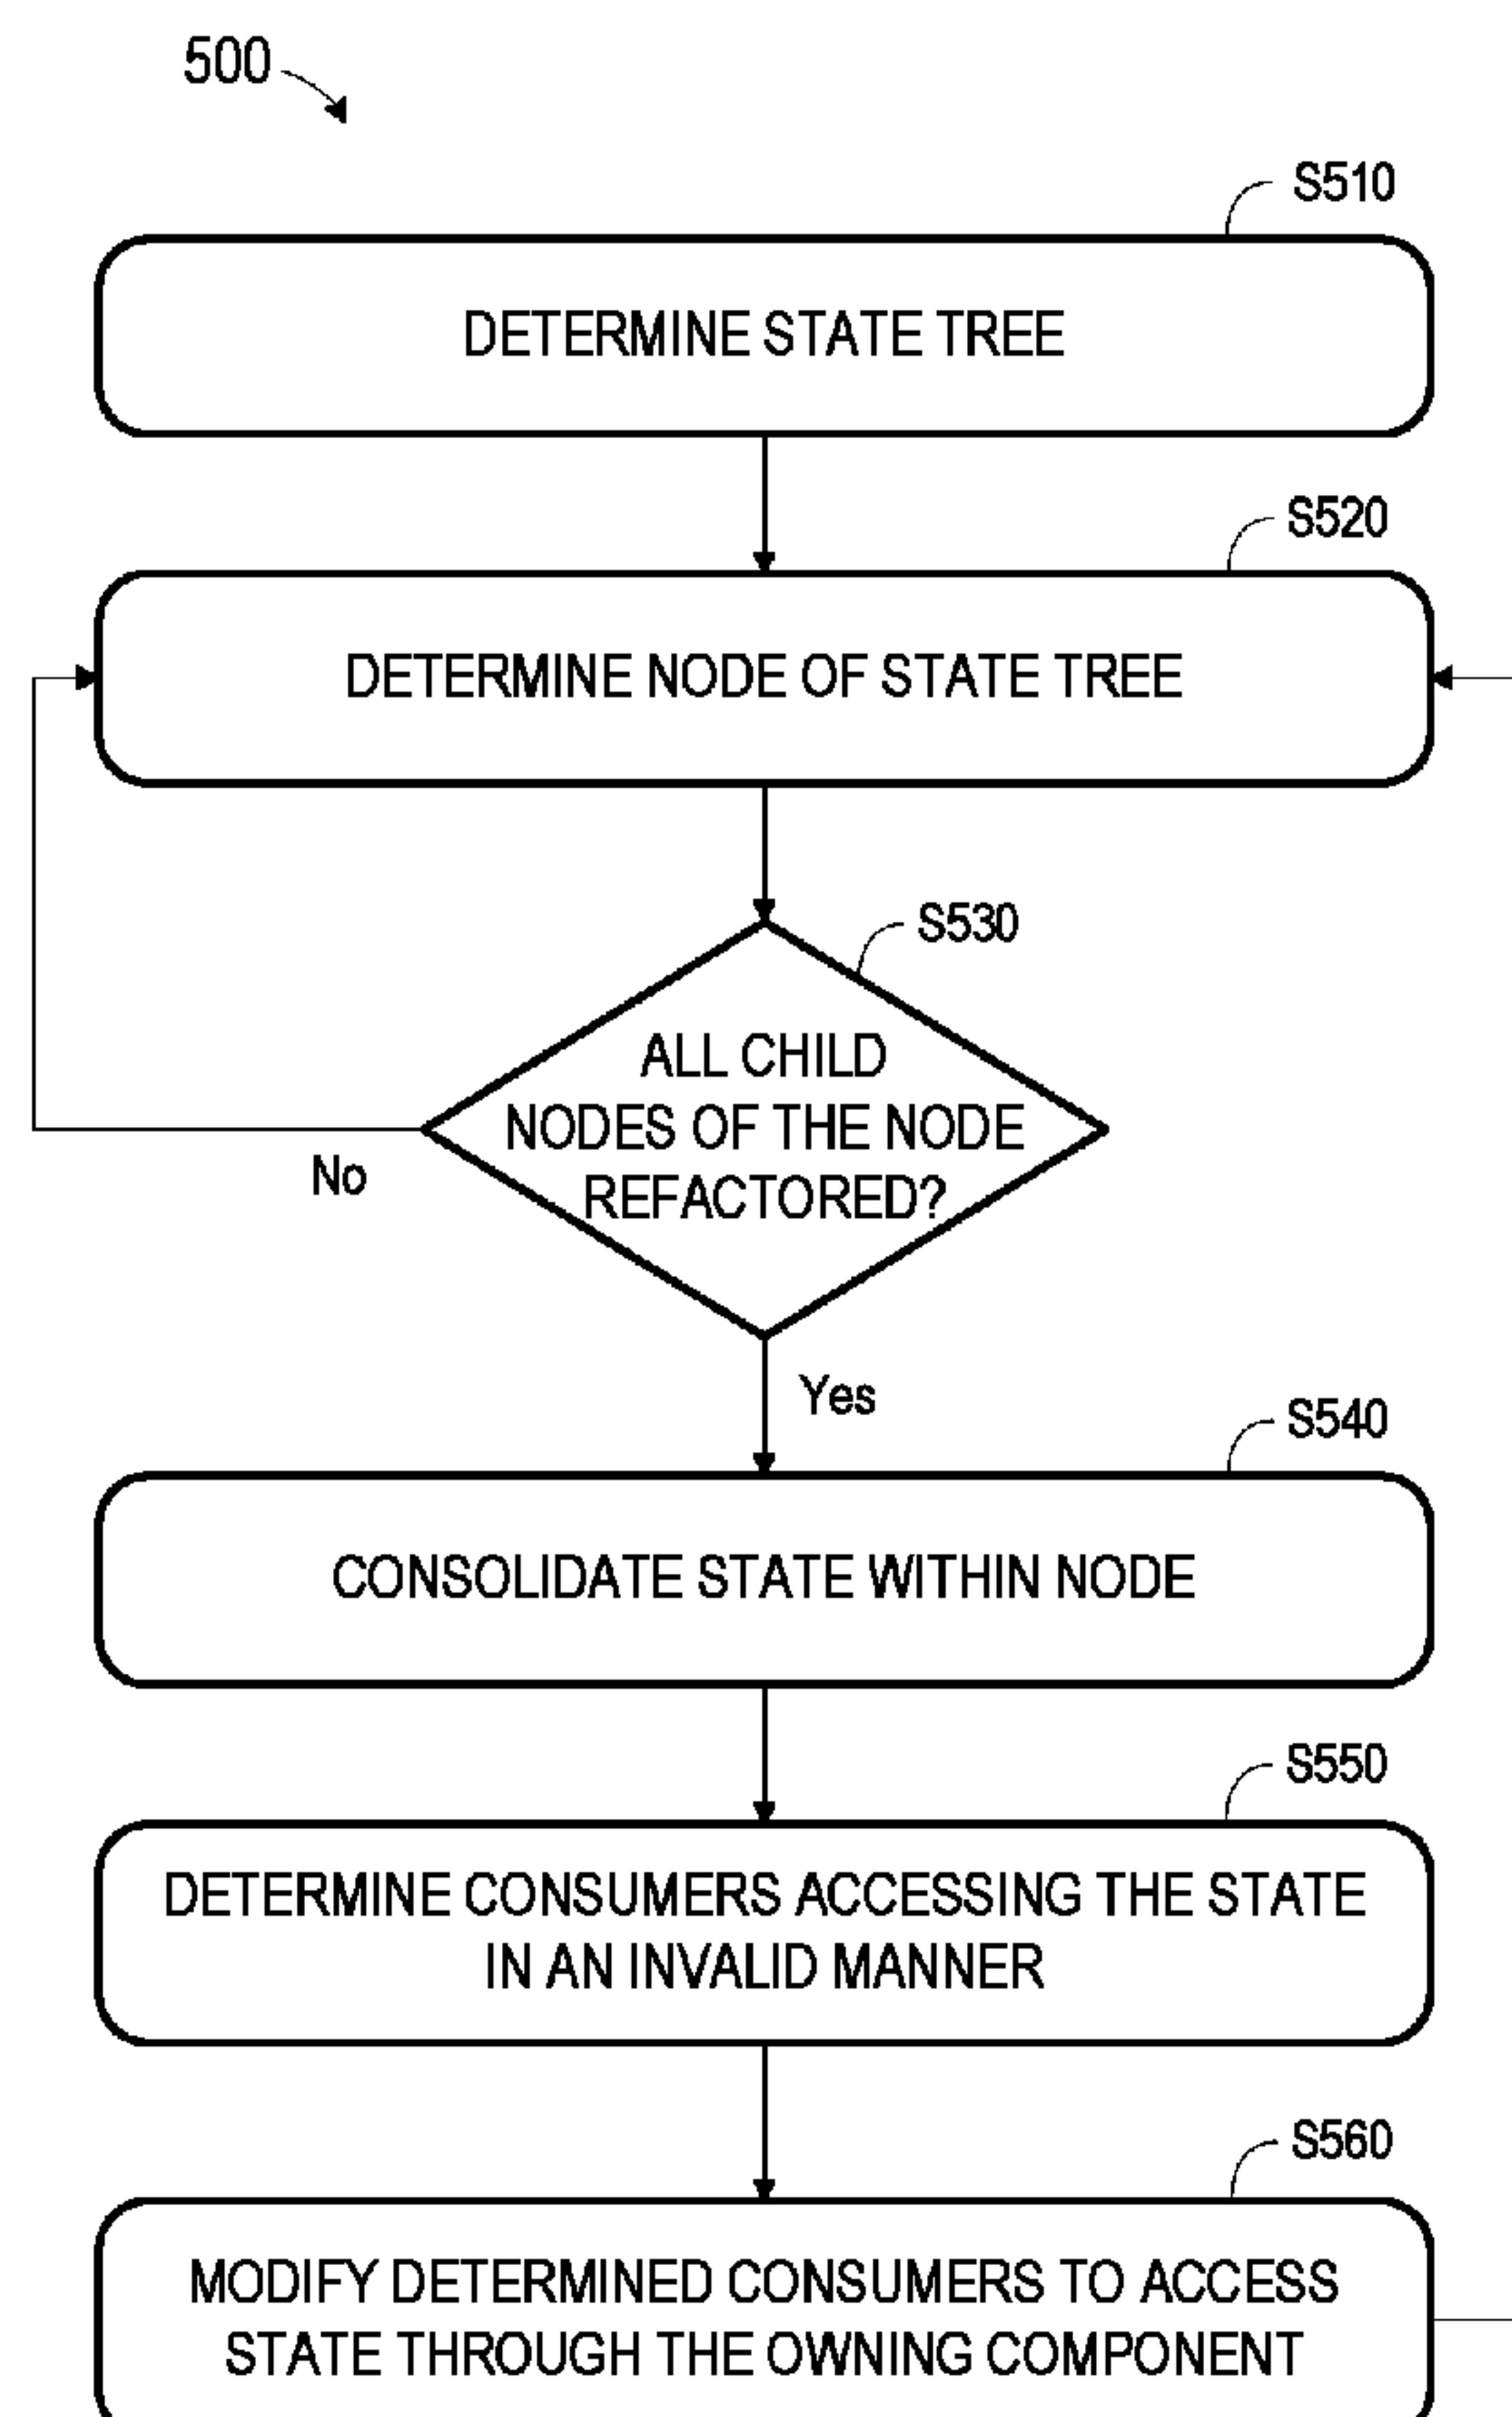 500
S510
DETERMINE STATE TREE
S520
DETERMINE NODE OF STATE TREE
S530
ALL CHILD
NODES OF THE NODE
REFACTORED?
No
Yes
S540
CONSOLIDATE STATE WITHIN NODE
S550
DETERMINE CONSUMERS ACCESSING THE STATE
IN AN INVALID MANNER
S560
MODIFY DETERMINED CONSUMERS TO ACCESS
STATE THROUGH THE OWNING COMPONENT